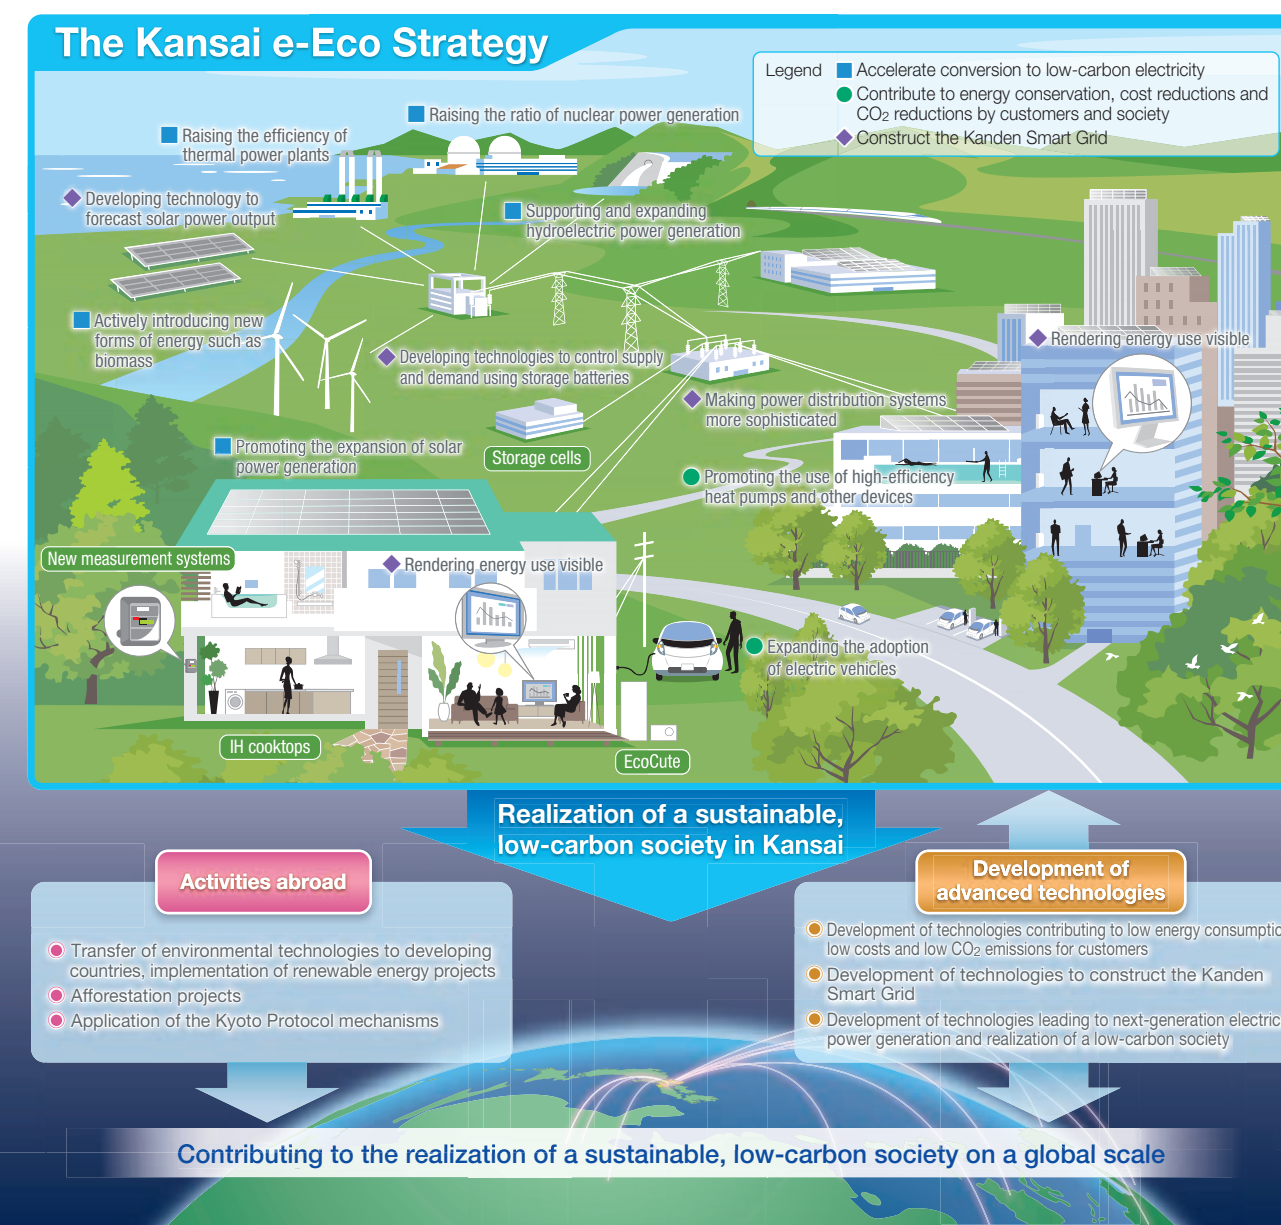 The Kansai e-Eco Strategy
Legend
Accelerate conversion to low-carbon electricity
Contribute to energy conservation, cost reductions and
CO2 reductions by customers and society
Construct the Kanden Smart Grid
Raising the ratio of nuclear power generation
Raising the efficiency of
thermal power plants
Developing technology to
forecast solar power output
Supporting and expanding
hydroelectric power generation
Actively introducing new
forms of energy such as
biomass
Developing technologies to control supply
and demand using storage batteries
Rendering energy use visible
Making power distribution systems
more sophisticated
Promoting the expansion of solar
power generation
Storage cells
Promoting the use of high-efficiency
heat pumps and other devices
New measurement systems
Rendering energy use visible
Expanding the adoption
of electric vehicles
IH cooktops
EcoCute
Realization of a sustainable,
low-carbon society in Kansai
Activities abroad
Transfer of environmental technologies to developing
countries, implementation of renewable energy projects
Afforestation projects
Application of the Kyoto Protocol mechanisms
Development of
advanced technologies
Development of technologies contributing to low energy consumptio
low costs and low CO2 emissions for customers
Development of technologies to construct the Kanden
Smart Grid
Development of technologies leading to next-generation electric
power generation and realization of a low-carbon society
Contributing to the realization of a sustainable, low-carbon society on a global scale